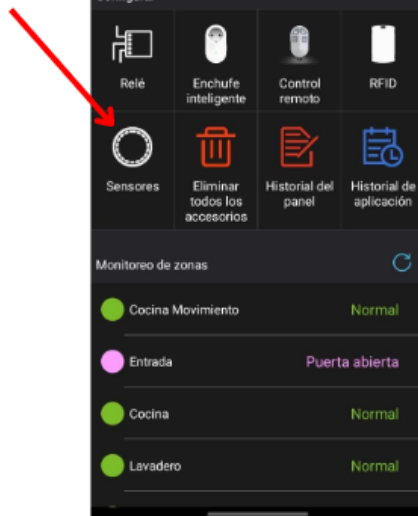 Relé
Enchufe
inteligente
Control
remoto
RFID
Sensores
Eliminar
todos los
accesorios
Historial del
panel
Historial de
aplicación
Monitoreo de zonas
Cocina Movimiento
Normal
Entrada
Puerta abierta
Cocina
Normal
Lavadero
Normal